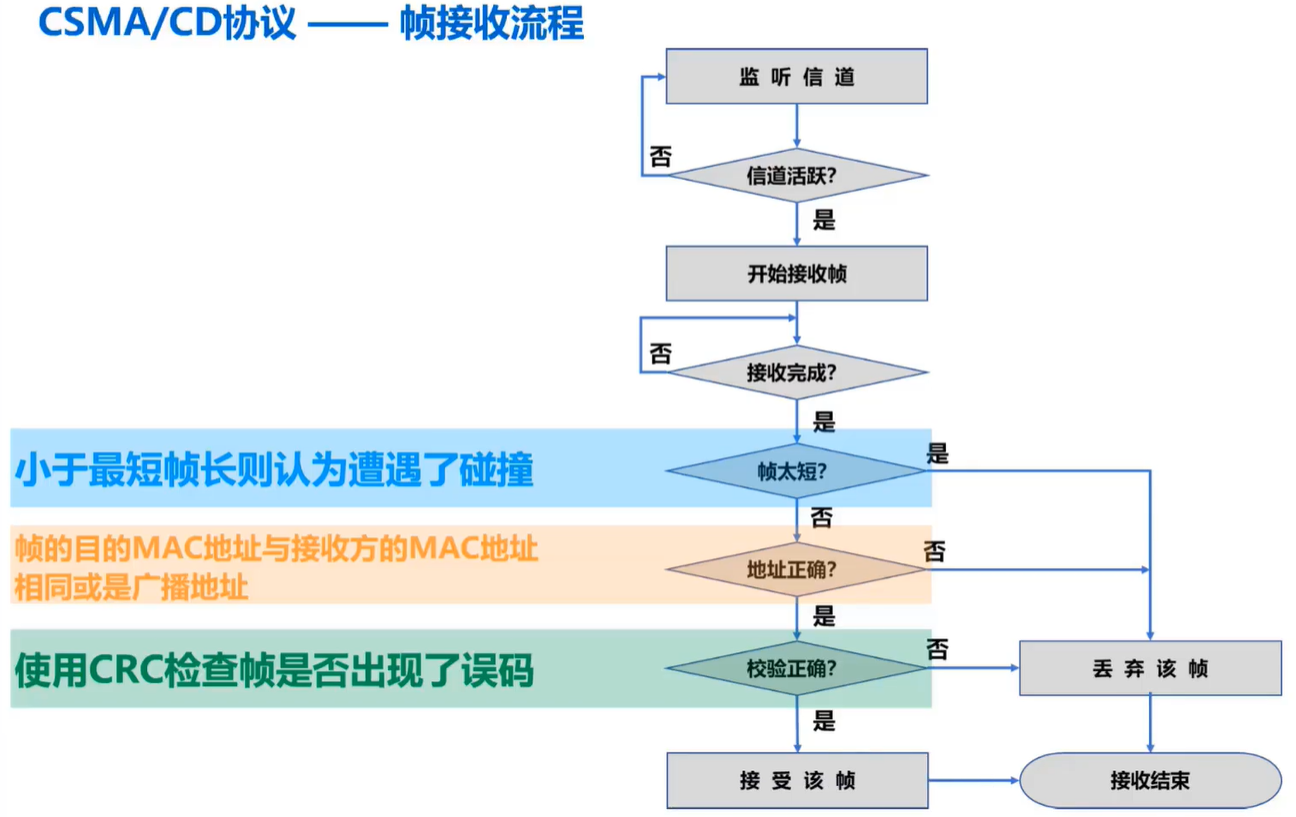 CSMA/CD协议 —— 帧接收流程
监 听 信 道
否
信道活跃?
是
开始接收帧
否
接收完成?
是
小于最短帧长则认为遭遇了碰撞
帧太短?
是
否
帧的目的MAC地址与接收方的MAC地址
相同或是广播地址
地址正确?
否
是
使用CRC检查帧是否出现了误码
校验正确?
否
丢 弃 该 帧
是
接 受 该 帧
接收结束